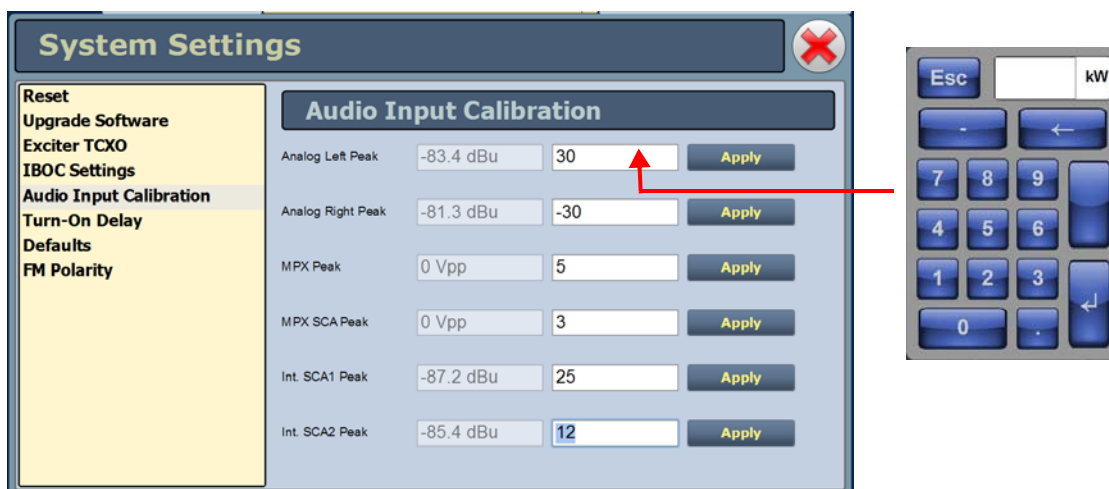 System Settings
Reset
Upgrade Software
Exciter TCXO
IBOC Settings
Audio Input Calibration
Turn-On Delay
Defaults
FM Polarity
Audio Input Calibration
Analog Left Peak -83.4 dBu 30 Apply
Analog Right Peak -81.3 dBu -30 Apply
MPX Peak 0 Vpp 5 Apply
MPX SCA Peak 0 Vpp 3 Apply
Int. SCA1 Peak -87.2 dBu 25 Apply
Int. SCA2 Peak -85.4 dBu 12 Apply
Esc kW
- ←
7 8 9
4 5 6
1 2 3
0 . ↵